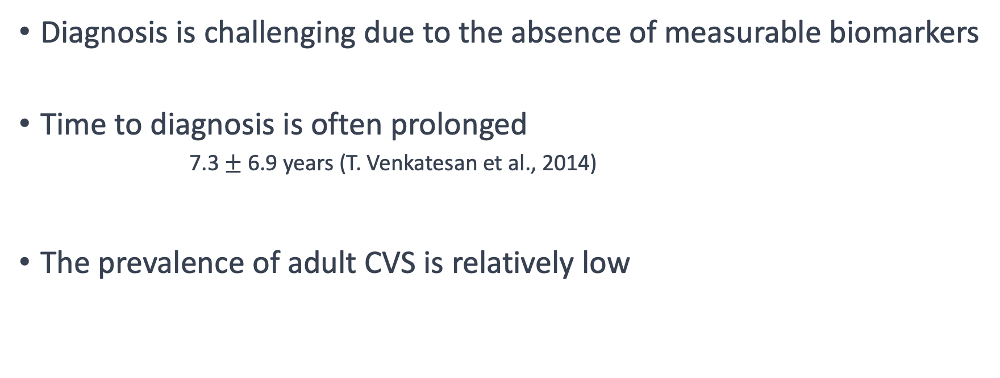 • Diagnosis is challenging due to the absence of measurable biomarkers
• Time to diagnosis is often prolonged
7.3 ± 6.9 years (T. Venkatesan et al., 2014)
• The prevalence of adult CVS is relatively low